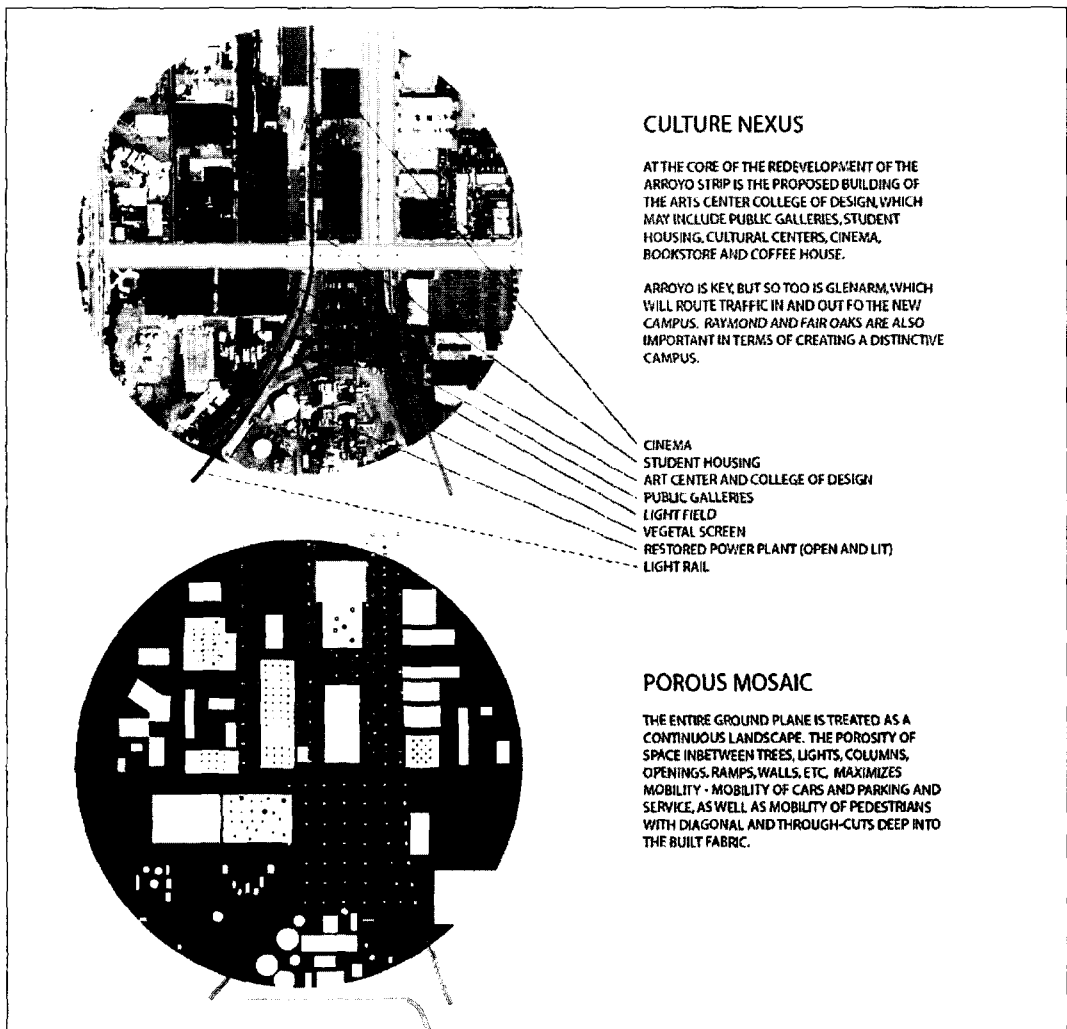 CULTURE NEXUS
AT THE CORE OF THE REDEVELOPMENT OF THE
ARROYO STRIP IS THE PROPOSED BUILDING OF
THE ARTS CENTER COLLEGE OF DESIGN, WHICH
MAY INCLUDE PUBLIC GALLERIES, STUDENT
HOUSING, CULTURAL CENTERS, CINEMA,
BOOKSTORE AND COFFEE HOUSE.
ARROYO IS KEY, BUT SO TOO IS GLENARM, WHICH
WILL ROUTE TRAFFIC IN AND OUT FO THE NEW
CAMPUS. RAYMOND AND FAIR OAKS ARE ALSO
IMPORTANT IN TERMS OF CREATING A DISTINCTIVE
CAMPUS.
CINEMA
STUDENT HOUSING
ART CENTER AND COLLEGE OF DESIGN
PUBLIC GALLERIES
LIGHT FIELD
VEGETAL SCREEN
RESTORED POWER PLANT (OPEN AND LIT)
LIGHT RAIL
POROUS MOSAIC
THE ENTIRE GROUND PLANE IS TREATED AS A
CONTINUOUS LANDSCAPE. THE POROSITY OF
SPACE INBETWEEN TREES, LIGHTS, COLUMNS,
OPENINGS. RAMPS, WALLS, ETC, MAXIMIZES
MOBILITY - MOBILITY OF CARS AND PARKING AND
SERVICE, AS WELL AS MOBILITY OF PEDESTRIANS
WITH DIAGONAL AND THROUGH-CUTS DEEP INTO
THE BUILT FABRIC.